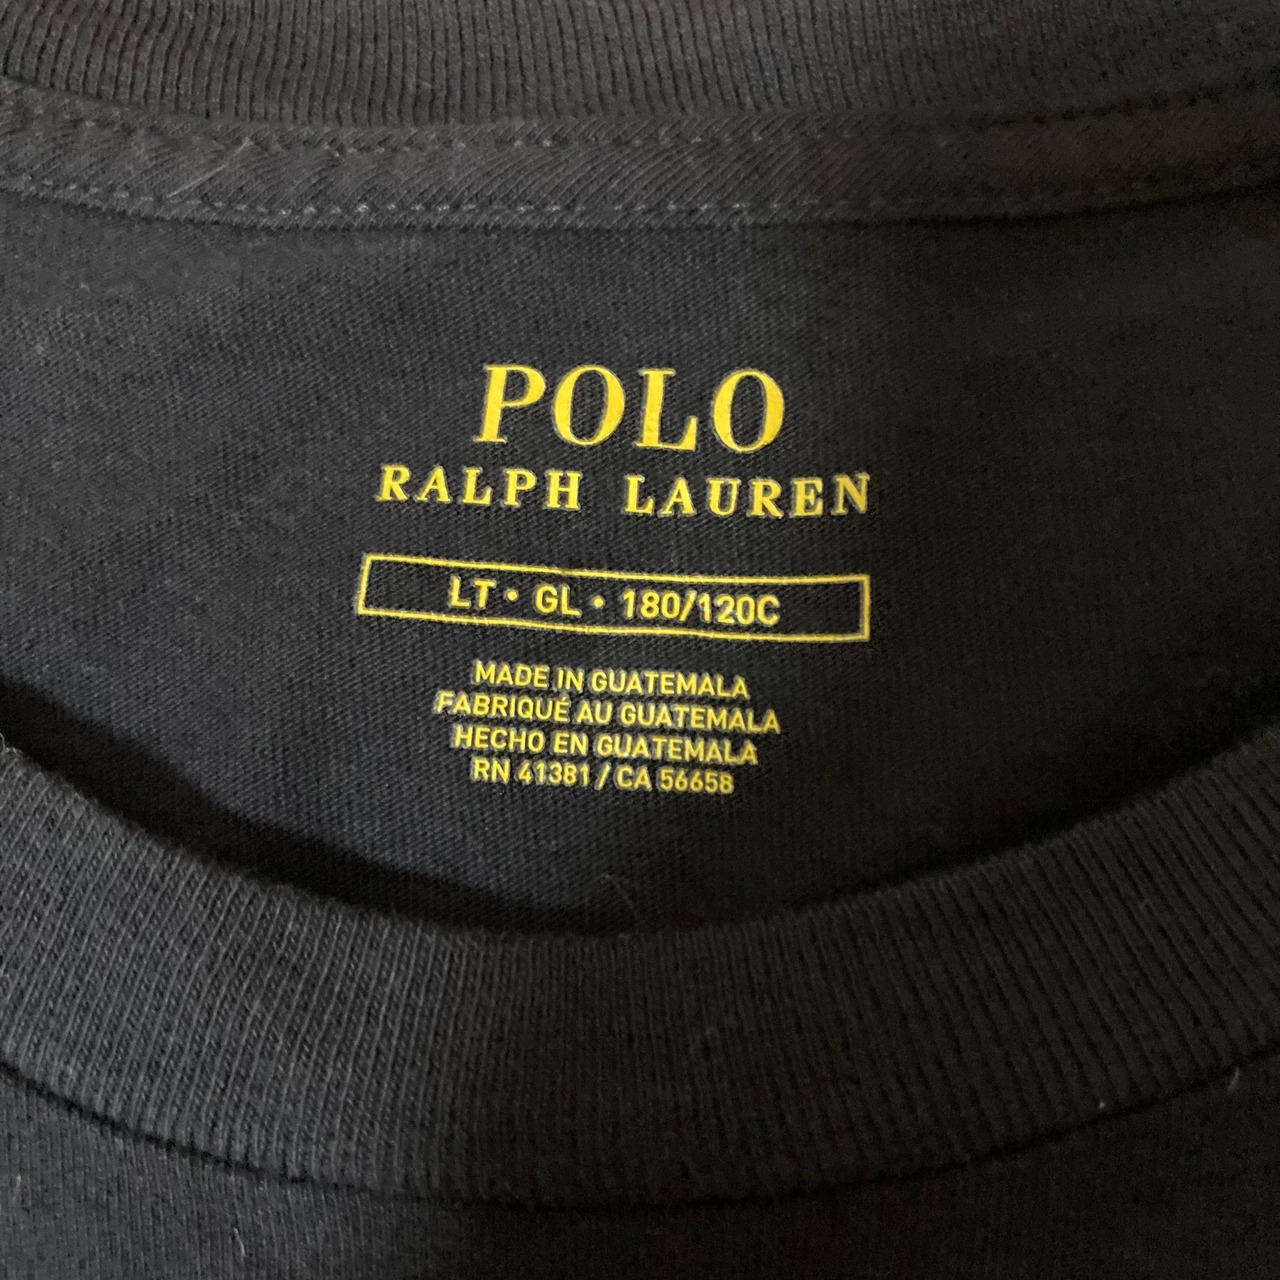 POLO
RALPH LAUREN
LT • GL • 180/120C
MADE IN GUATEMALA
FABRIQUÉ AU GUATEMALA
HECHO EN GUATEMALA
RN 41381 / CA 56658